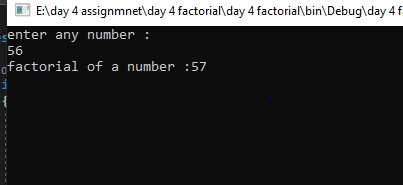 E:\day 4 assignmnet\day 4 factorial\day 4 factorial\bin\Debug\day 4 f
enter any number :
56
factorial of a number :57
{